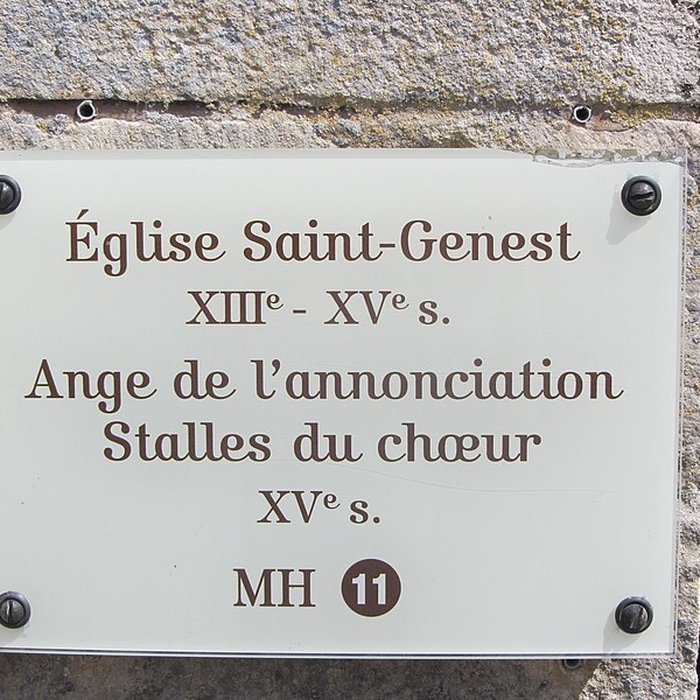 Église Saint-Genest
XIIIe - XVe s.
Ange de l'annonciation
Stalles du chœur
XVe s.
MH 11